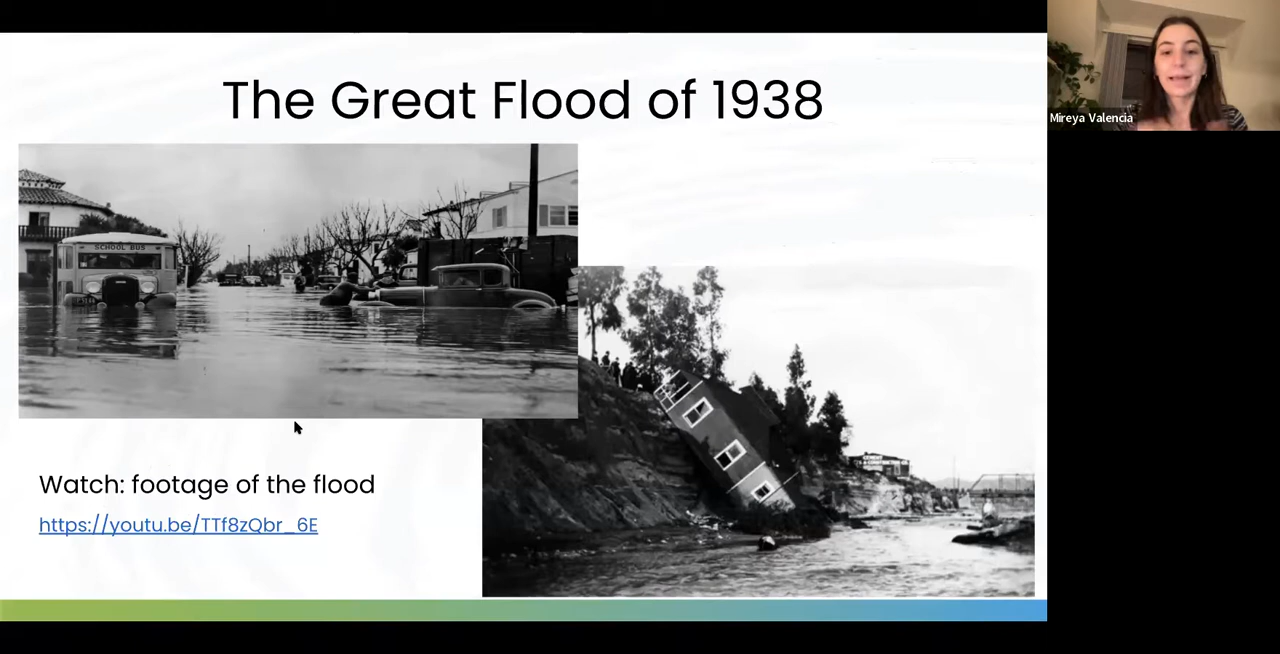 The Great Flood of 1938
Mireya Valencia
SCHOOL BUS
Watch: footage of the flood
https://youtu.be/TTf8zQbr_6E